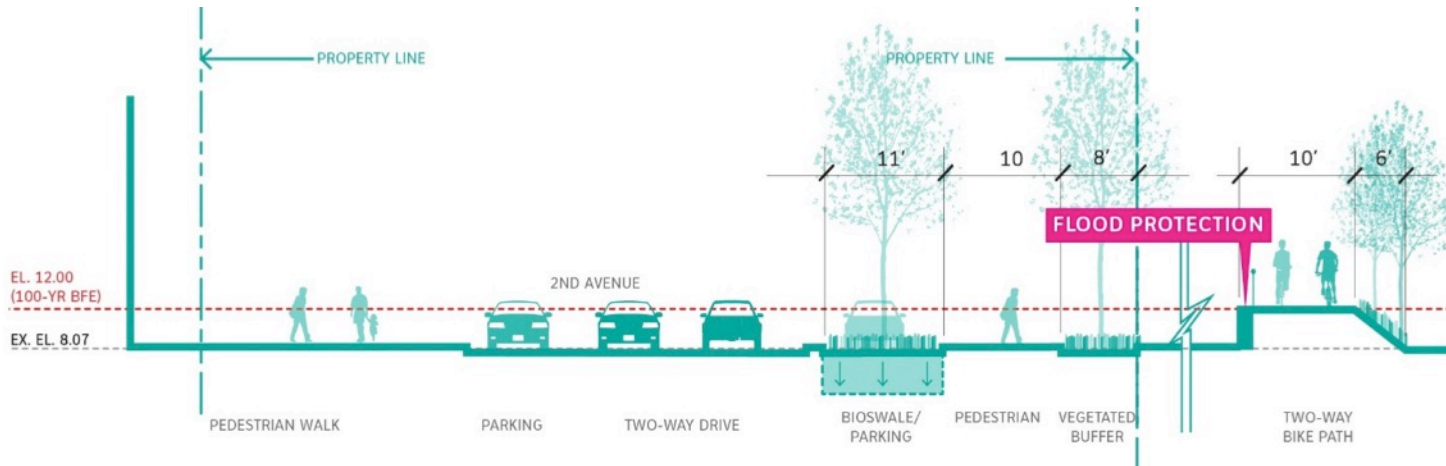 PROPERTY LINE
PROPERTY LINE
11’
10
8’
10’
6’
FLOOD PROTECTION
EL. 12.00
(100-YR BFE)
2ND AVENUE
EX. EL. 8.07
PEDESTRIAN WALK
PARKING
TWO-WAY DRIVE
BIOSWALE/
PARKING
PEDESTRIAN
VEGETATED
BUFFER
TWO-WAY
BIKE PATH